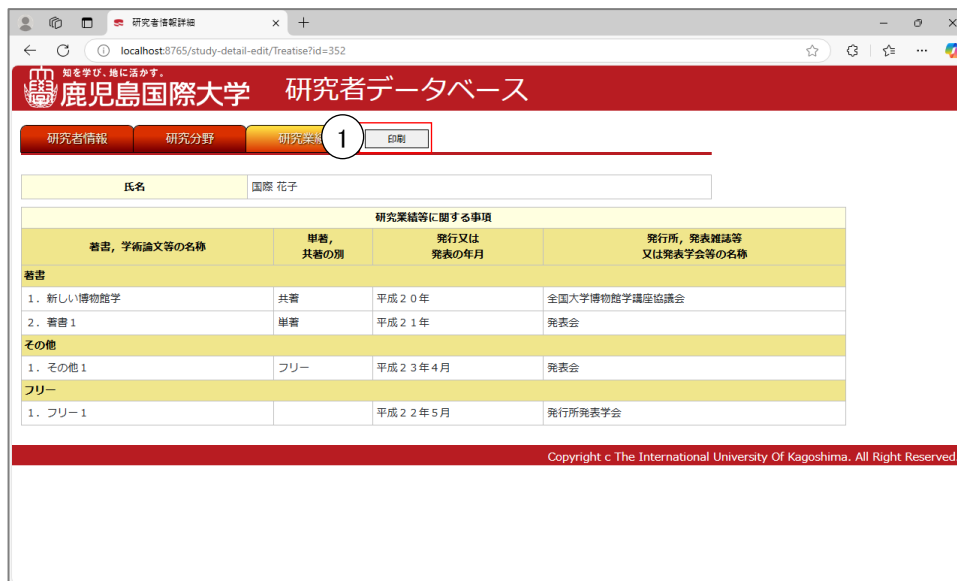 研究者情報詳細
localhost:8765/study-detail-edit/Treatise?id=352
知を学び、地に活かす。
鹿児島国際大学 研究者データベース
研究者情報 研究分野 研究業 1 印刷
氏名 国際 花子
研究業績等に関する事項
著書, 学術論文等の名称
単著,
共著の別
発行又は
発表の年月
発行所, 発表雑誌等
又は発表学会等の名称
著書
1. 新しい博物館学 共著 平成20年 全国大学博物館学講座協議会
2. 著書1 単著 平成21年 発表会
その他
1. その他1 フリー 平成23年4月 発表会
フリー
1. フリー1 平成22年5月 発行所発表学会
Copyright c The International University Of Kagoshima. All Right Reserved.